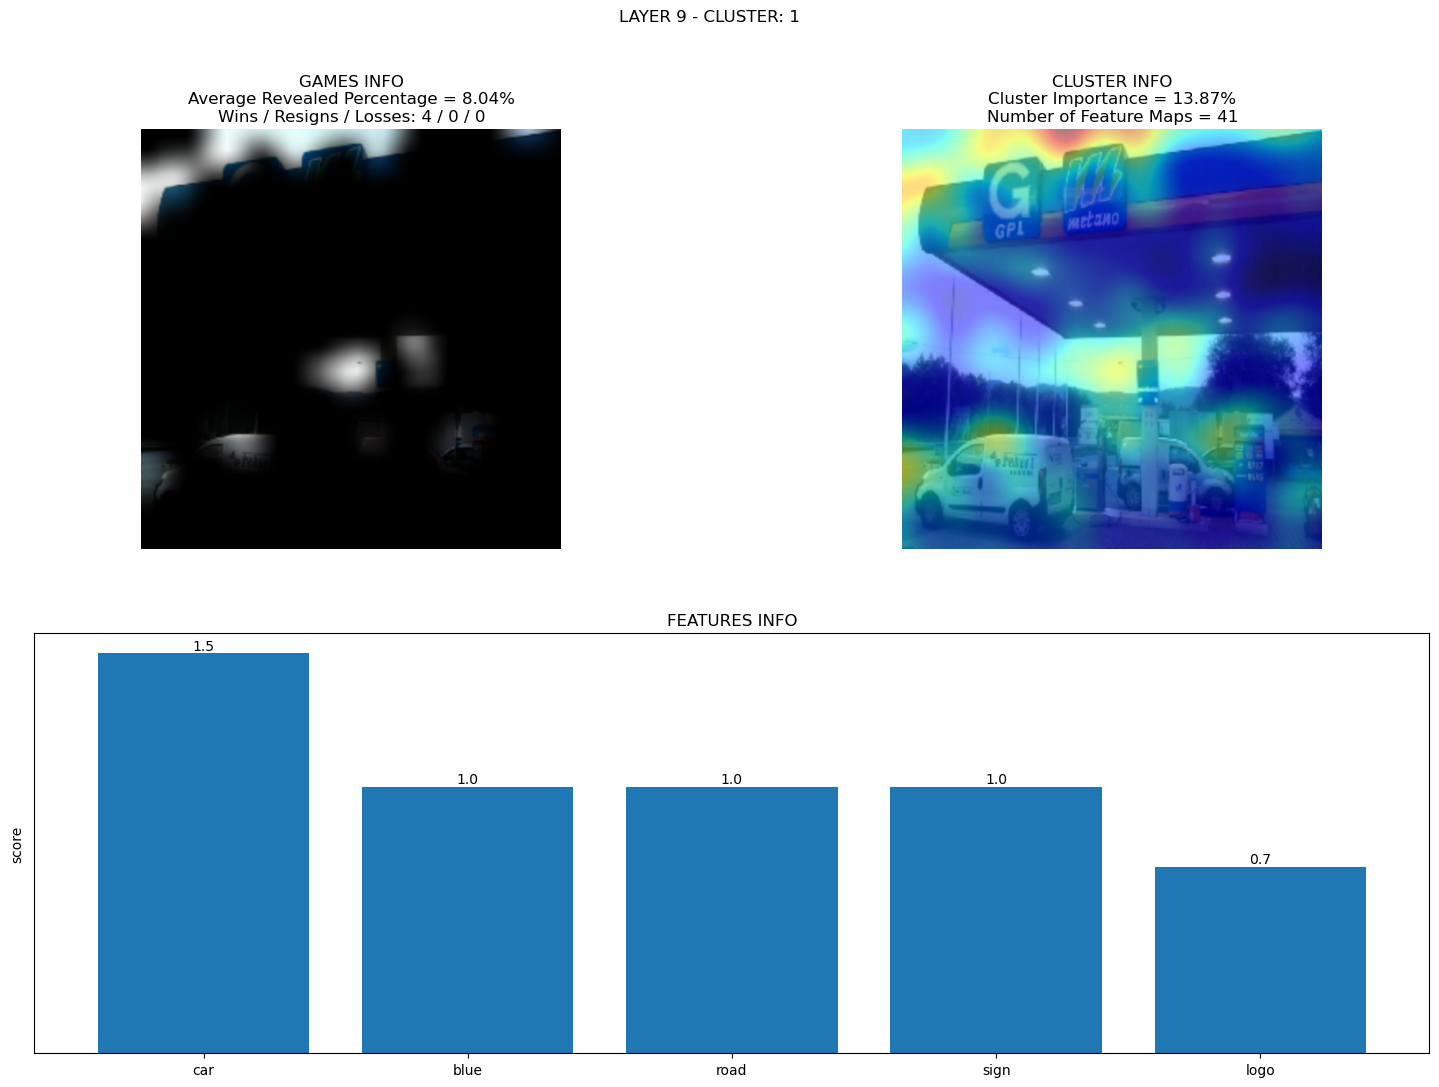 LAYER 9 - CLUSTER: 1
GAMES INFO
Average Revealed Percentage = 8.04%
Wins / Resigns / Losses: 4 / 0 / 0
CLUSTER INFO
Cluster Importance = 13.87%
Number of Feature Maps = 41
G
GPL
metano
FEATURES INFO
score
1.5
1.0
1.0
1.0
0.7
car
blue
road
sign
logo